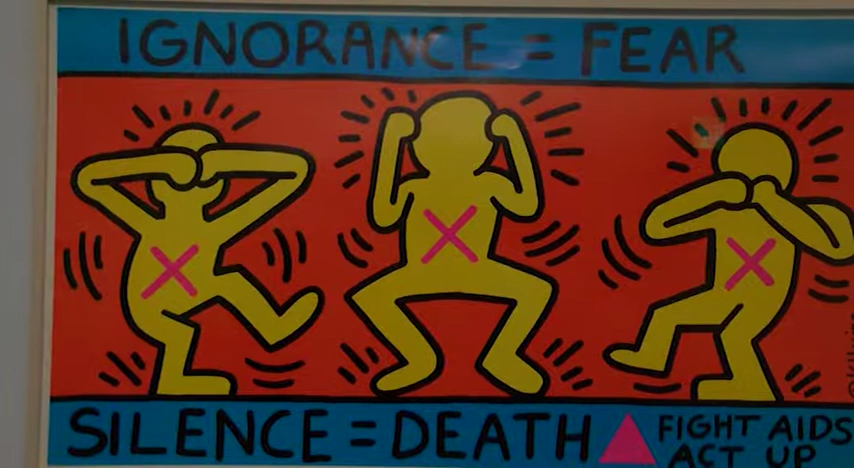 IGNORANCE = FEAR
SILENCE = DEATH
FIGHT AIDS
ACT UP